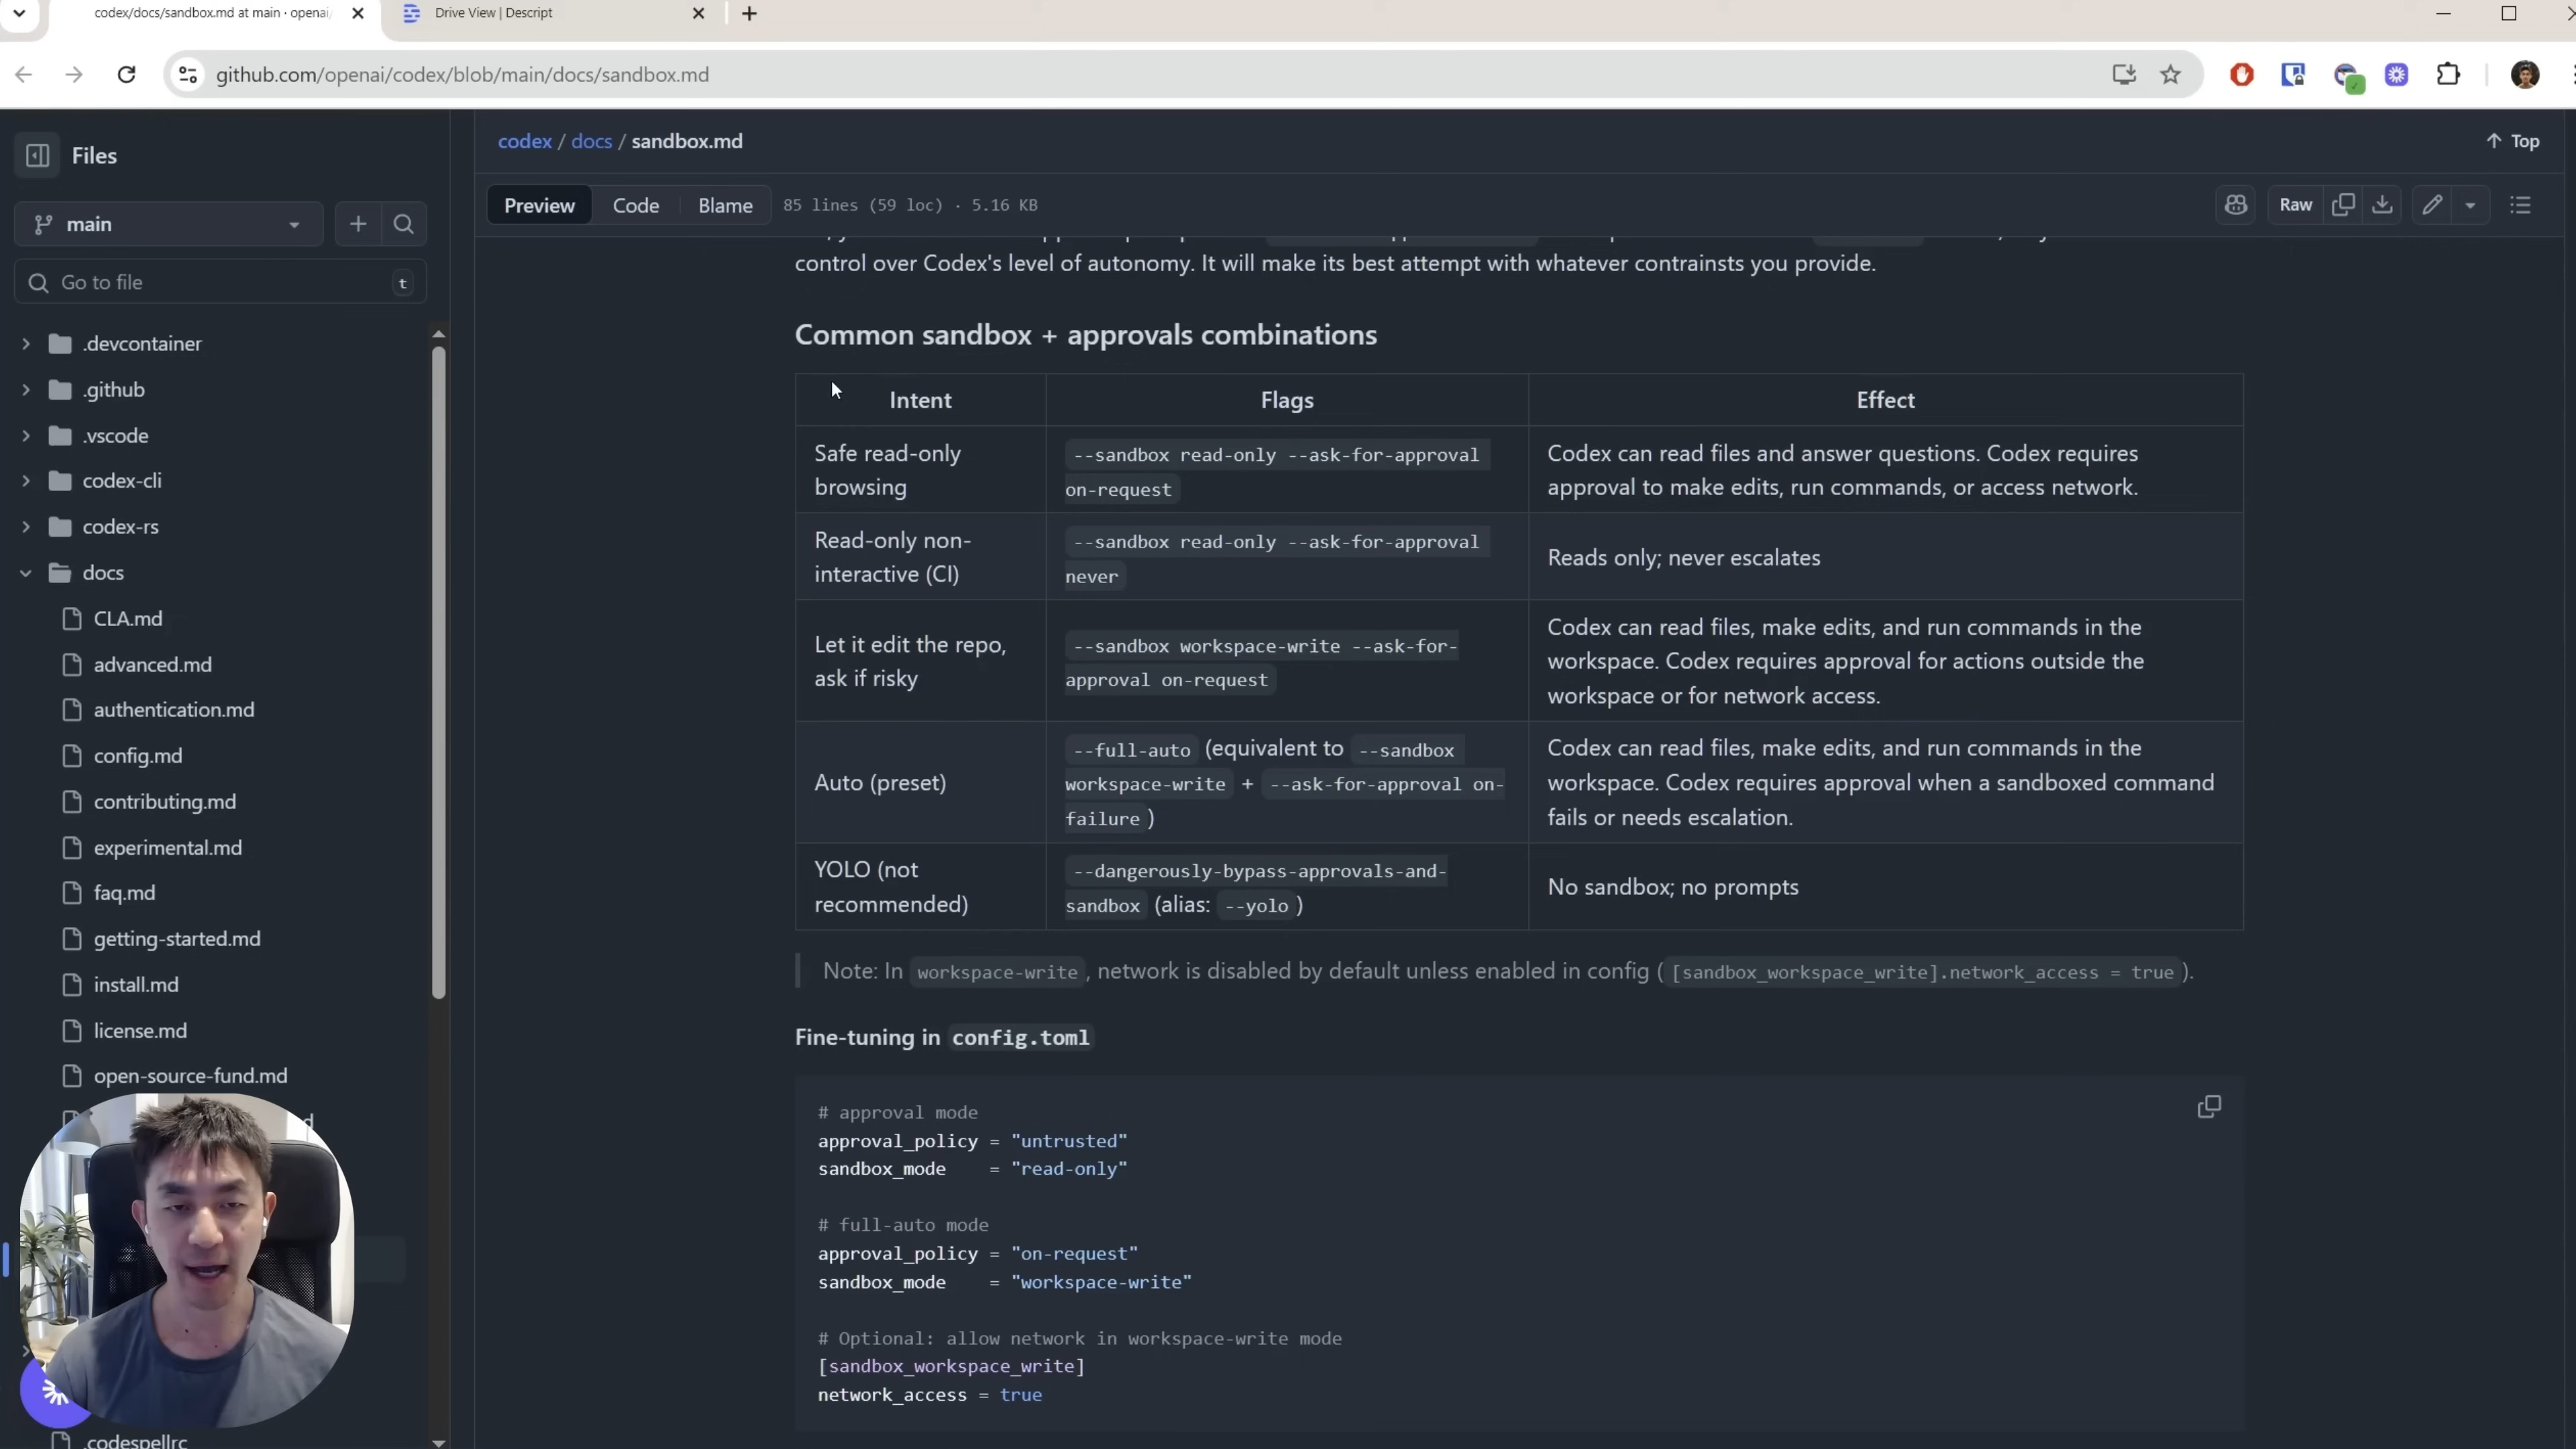 codex/docs/sandbox.md at main · openai/
Drive View | Descript
github.com/openai/codex/blob/main/docs/sandbox.md
Files
main
Go to file
t
.devcontainer
.github
.vscode
codex-cli
codex-rs
docs
CLA.md
advanced.md
authentication.md
config.md
contributing.md
experimental.md
faq.md
getting-started.md
install.md
license.md
open-source-fund.md
.codespellrc
codex / docs / sandbox.md
Top
Preview
Code
Blame
85 lines (59 loc) · 5.16 KB
Raw
control over Codex's level of autonomy. It will make its best attempt with whatever contrainsts you provide.
Common sandbox + approvals combinations
Intent
Flags
Effect
Safe read-only
browsing
--sandbox read-only --ask-for-approval
on-request
Codex can read files and answer questions. Codex requires
approval to make edits, run commands, or access network.
Read-only non-
interactive (CI)
--sandbox read-only --ask-for-approval
never
Reads only; never escalates
Let it edit the repo,
ask if risky
--sandbox workspace-write --ask-for-
approval on-request
Codex can read files, make edits, and run commands in the
workspace. Codex requires approval for actions outside the
workspace or for network access.
Auto (preset)
--full-auto (equivalent to --sandbox
workspace-write + --ask-for-approval on-
failure )
Codex can read files, make edits, and run commands in the
workspace. Codex requires approval when a sandboxed command
fails or needs escalation.
YOLO (not
recommended)
--dangerously-bypass-approvals-and-
sandbox (alias: --yolo )
No sandbox; no prompts
Note: In workspace-write, network is disabled by default unless enabled in config ( [sandbox_workspace_write].network_access = true ).
Fine-tuning in config.toml
# approval mode
approval_policy = "untrusted"
sandbox_mode    = "read-only"
# full-auto mode
approval_policy = "on-request"
sandbox_mode    = "workspace-write"
# Optional: allow network in workspace-write mode
[sandbox_workspace_write]
network_access = true